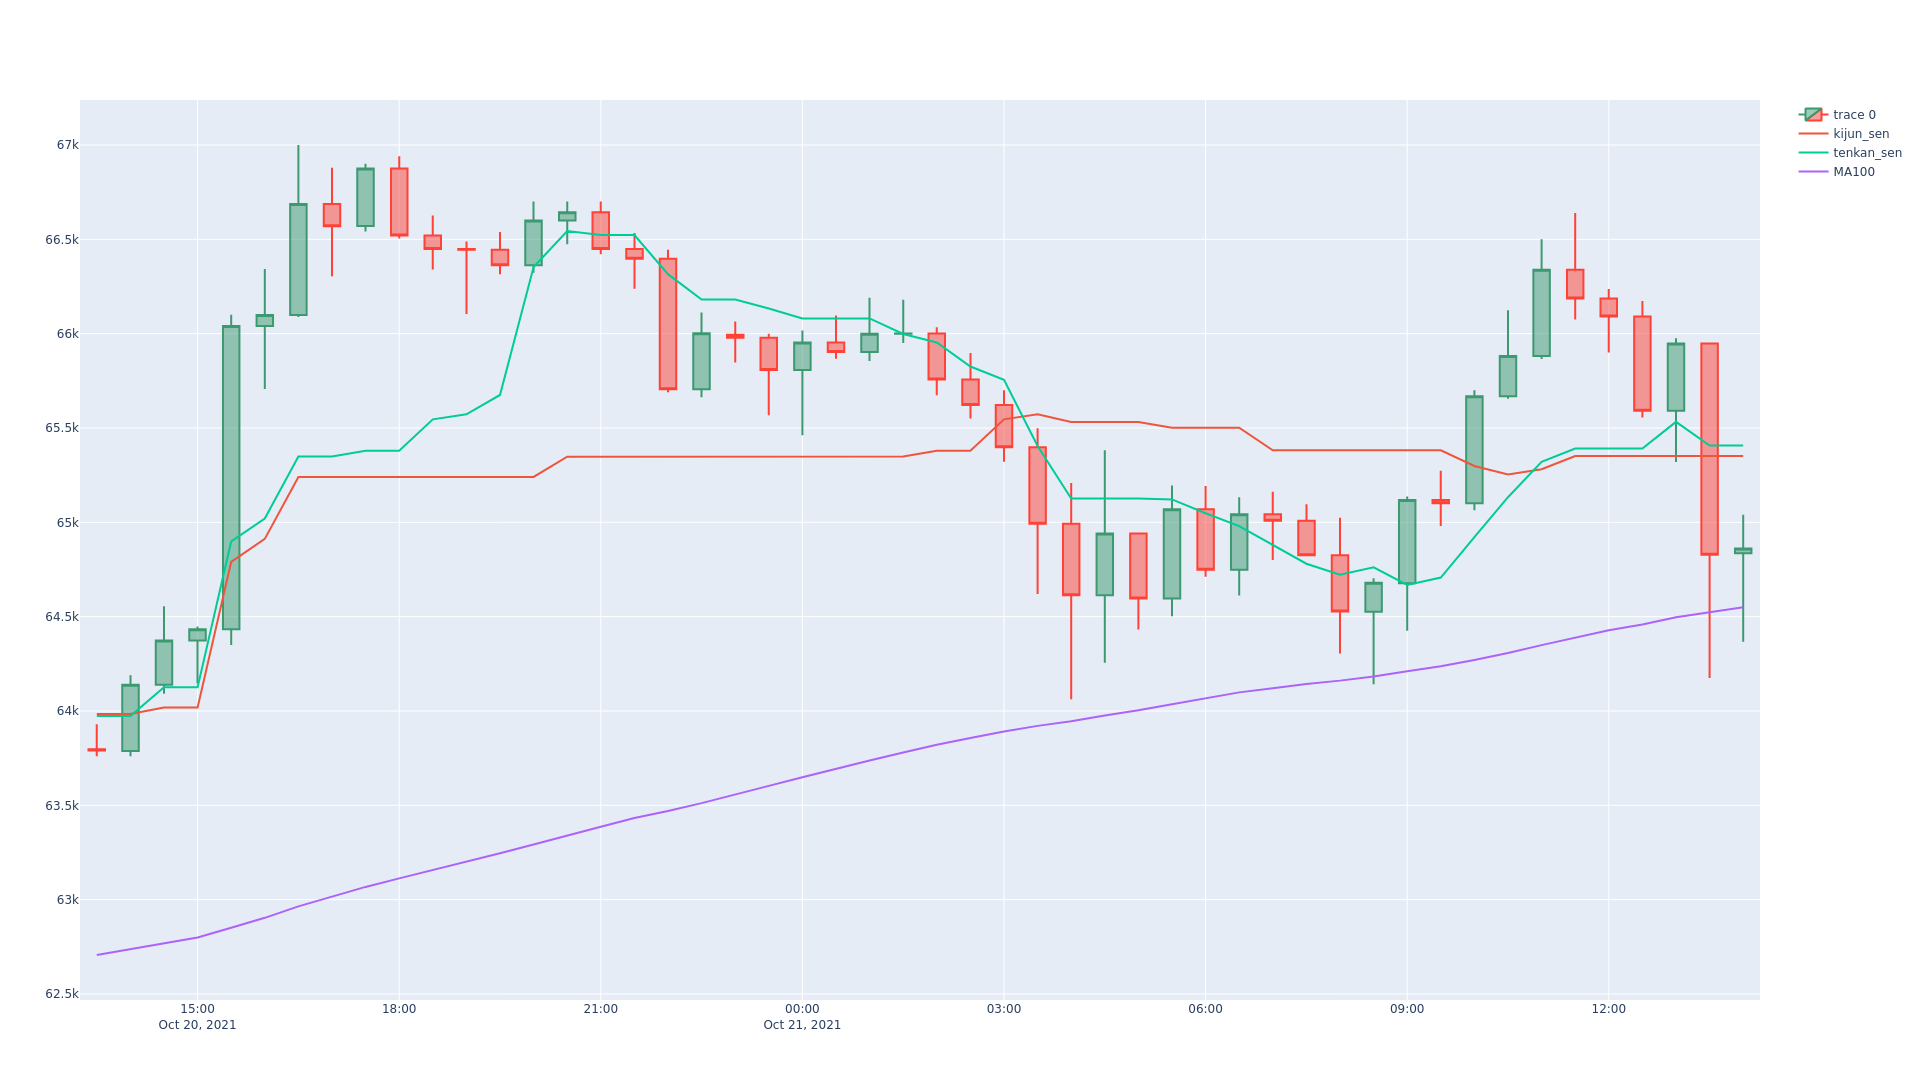 trace 0
kijun_sen
tenkan_sen
MA100
67k
66.5k
66k
65.5k
65k
64.5k
64k
63.5k
63k
62.5k
15:00 18:00 21:00 00:00 03:00 06:00 09:00 12:00
Oct 20, 2021 Oct 21, 2021